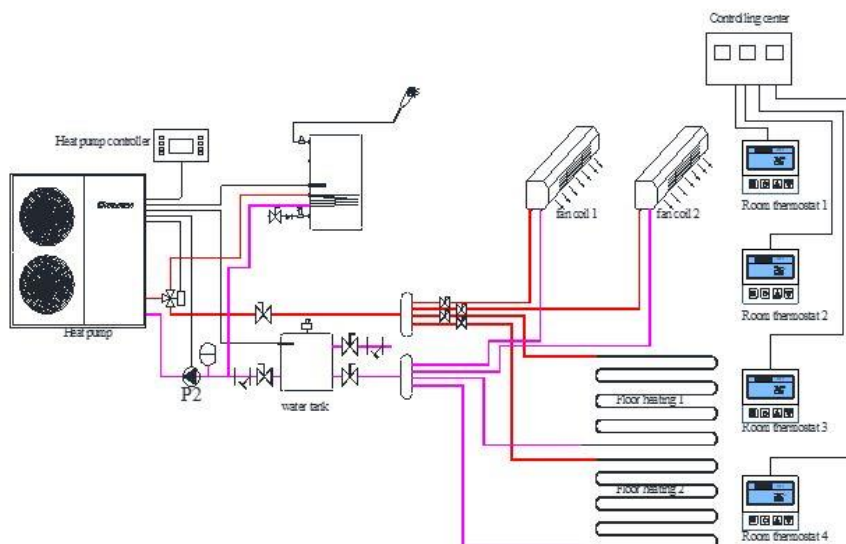 Controlling center
Heat pump controller
fan coil 1
fan coil 2
Room thermostat 1
Room thermostat 2
Heat pump
P2
water tank
Floor heating 1
Room thermostat 3
Floor heating 2
Room thermostat 4